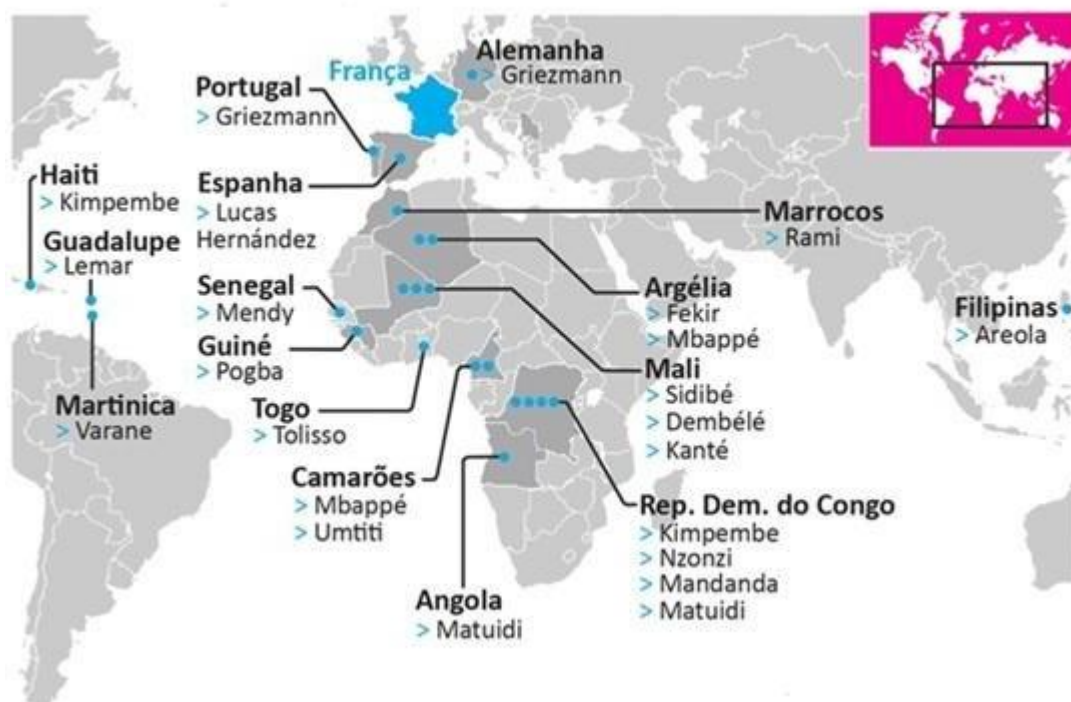 França
Alemanha
> Griezmann
Portugal
> Griezmann
Haiti
> Kimpembe
Espanha
> Lucas
Hernández
Marrocos
> Rami
Guadalupe
> Lemar
Senegal
> Mendy
Argélia
> Fekir
> Mbappé
Filipinas
> Areola
Guiné
> Pogba
Mali
> Sidibé
> Dembélé
> Kanté
Martinica
> Varane
Togo
> Tolisso
Camarões
> Mbappé
> Umtiti
Rep. Dem. do Congo
> Kimpembe
> Nzonzi
> Mandanda
> Matuidi
Angola
> Matuidi